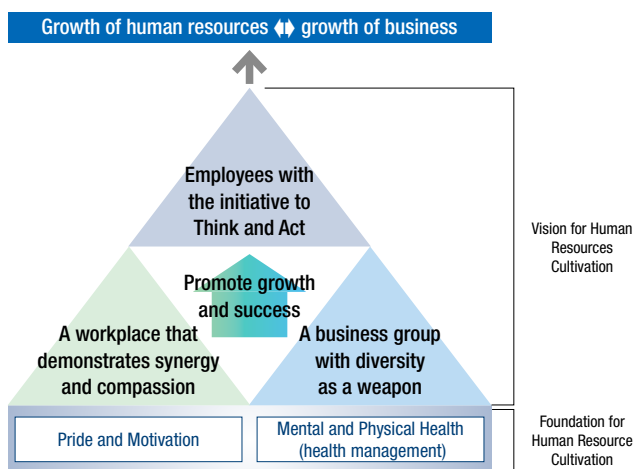 Growth of human resources ⬌ growth of business
Employees with
the initiative to
Think and Act
Promote growth
and success
A workplace that
demonstrates synergy
and compassion
A business group
with diversity
as a weapon
Vision for Human
Resources
Cultivation
Pride and Motivation
Mental and Physical Health
(health management)
Foundation for
Human Resource
Cultivation